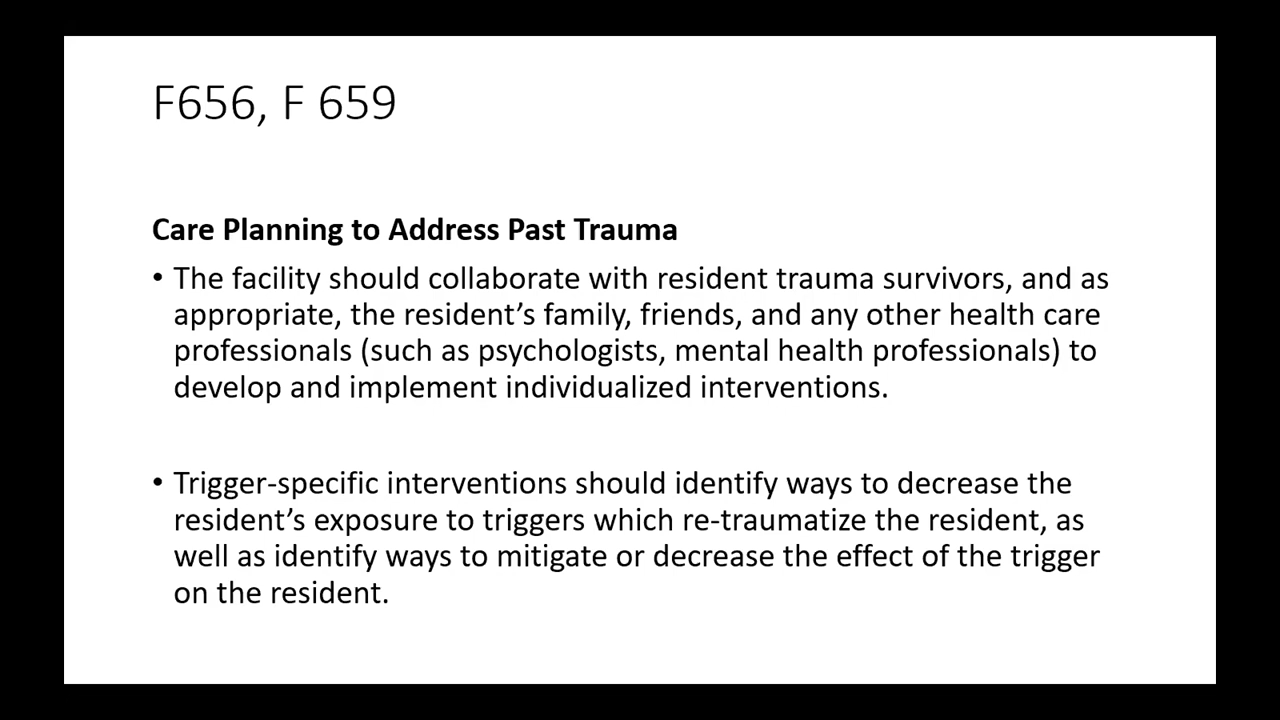 F656, F 659
Care Planning to Address Past Trauma
• The facility should collaborate with resident trauma survivors, and as
appropriate, the resident’s family, friends, and any other health care
professionals (such as psychologists, mental health professionals) to
develop and implement individualized interventions.
• Trigger-specific interventions should identify ways to decrease the
resident’s exposure to triggers which re-traumatize the resident, as
well as identify ways to mitigate or decrease the effect of the trigger
on the resident.